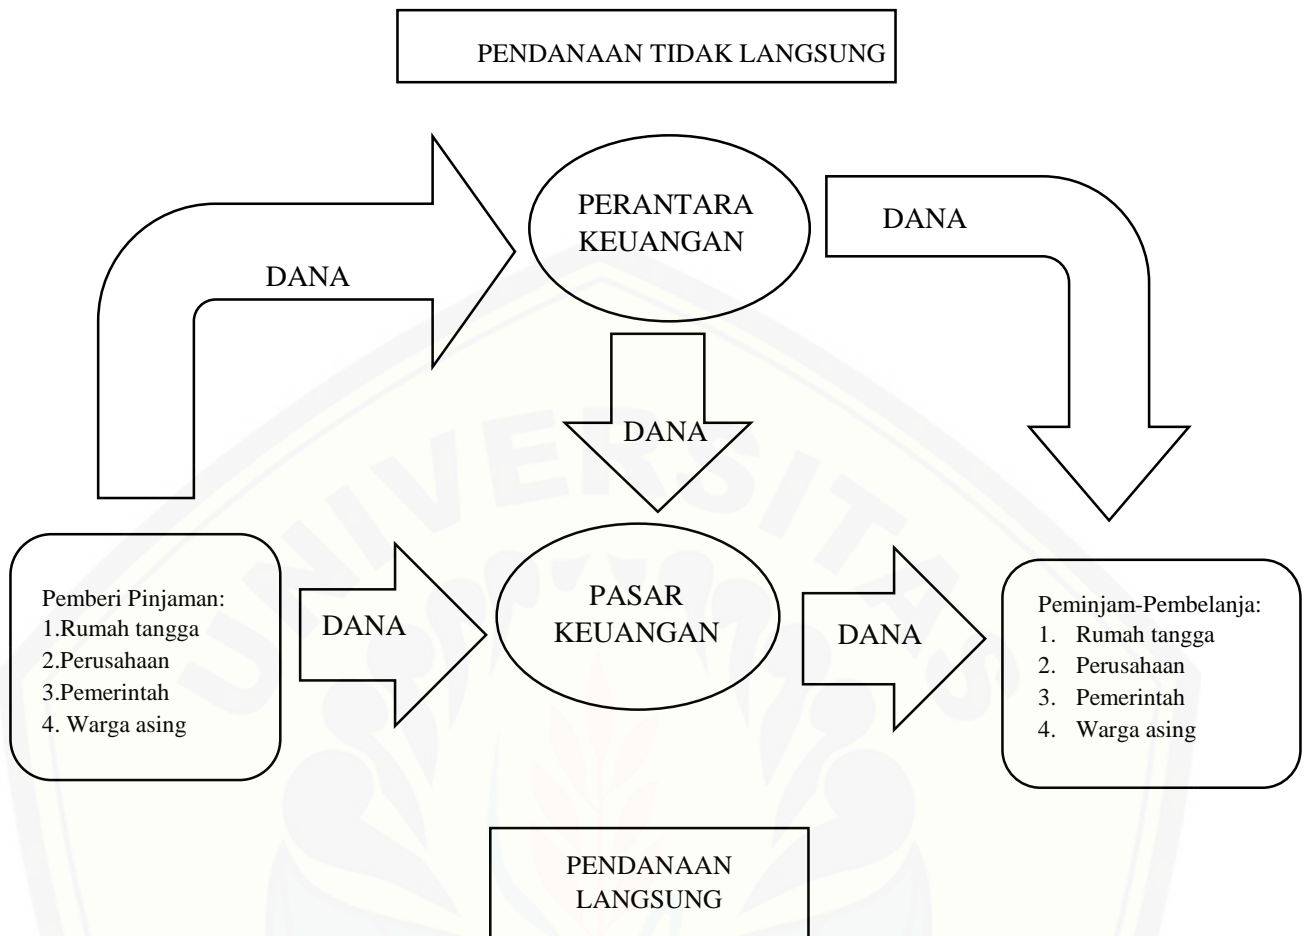 PENDANAAN TIDAK LANGSUNG
PERANTARA
KEUANGAN
DANA
DANA
DANA
Pemberi Pinjaman:
1.Rumah tangga
2.Perusahaan
3.Pemerintah
4. Warga asing
DANA
PASAR
KEUANGAN
DANA
Peminjam-Pembelanja:
1. Rumah tangga
2. Perusahaan
3. Pemerintah
4. Warga asing
PENDANAAN
LANGSUNG
UNIVERSITAS